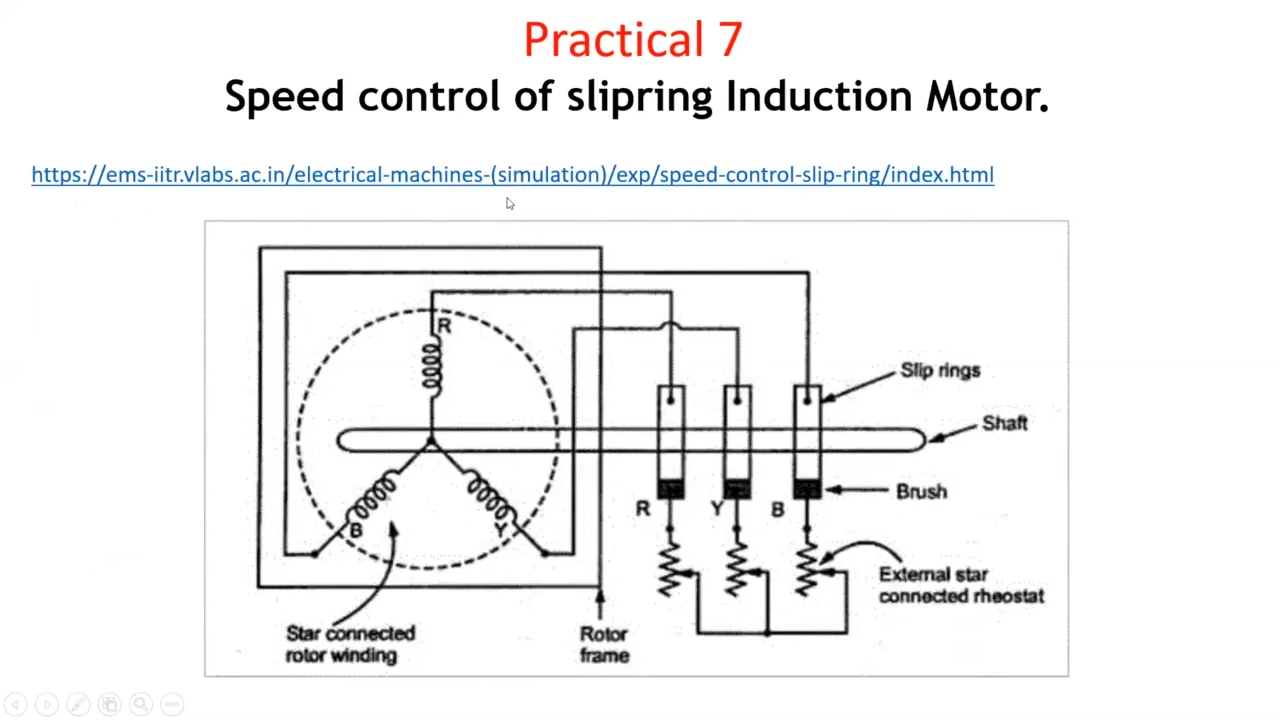 Practical 7
Speed control of slipring Induction Motor.
https://ems-iitr.vlabs.ac.in/electrical-machines-(simulation)/exp/speed-control-slip-ring/index.html
R
Slip rings
Shaft
Brush
R Y B
B Y
External star
connected rheostat
Star connected
rotor winding
Rotor
frame